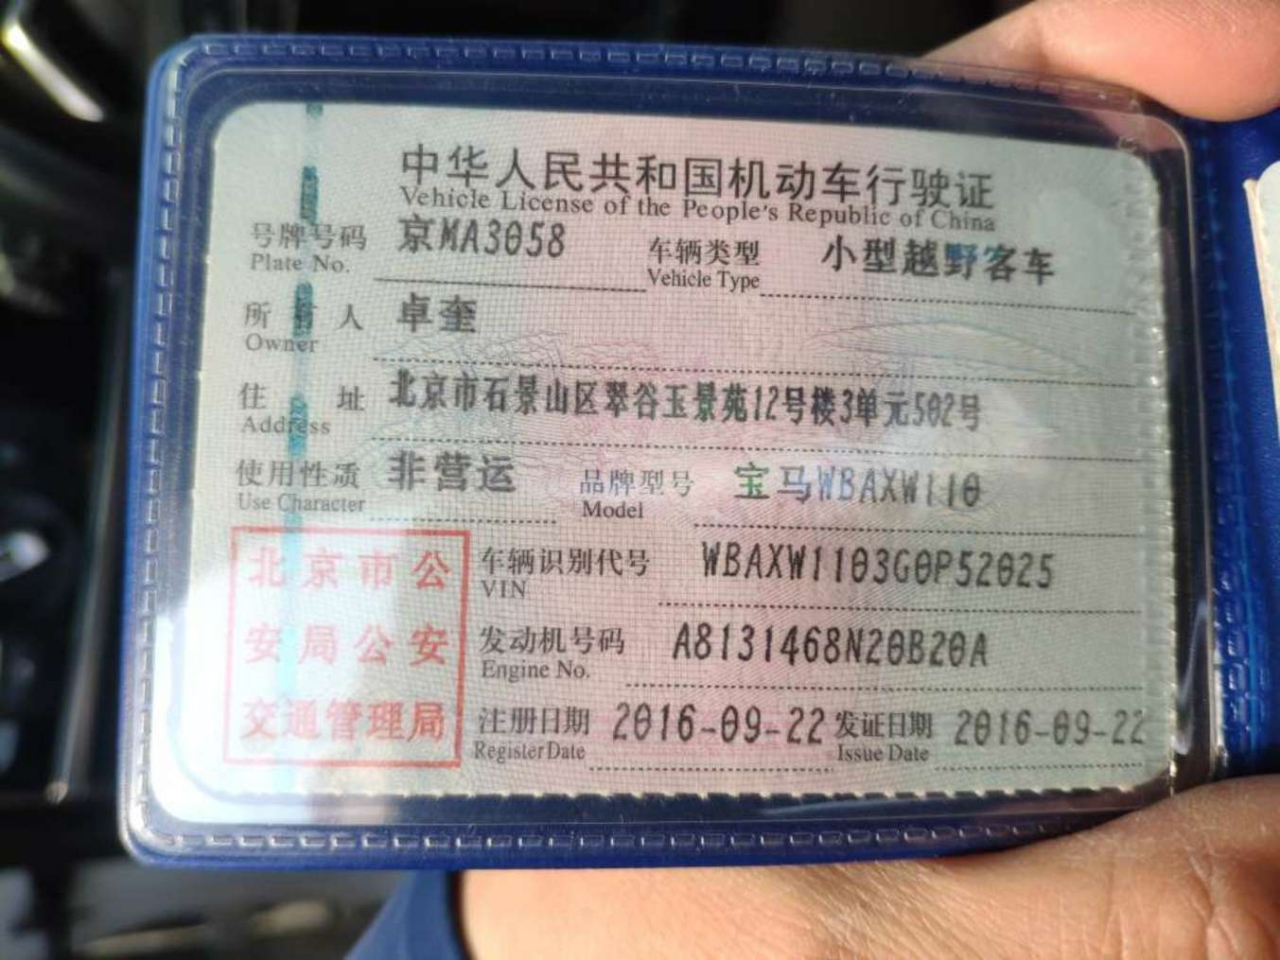 中华人民共和国机动车行驶证
Vehicle License of the People's Republic of China
号牌号码 京MA3058 车辆类型 小型越野客车
Plate No. Vehicle Type
所有人 卓奎
Owner
住址 北京市石景山区翠谷玉景苑12号楼3单元502号
Address
使用性质 非营运 品牌型号 宝马WBAXW110
Use Character Model
北京市公
安局公安
交通管理局
车辆识别代号 WBAXW1103G0P52025
VIN
发动机号码 A8131468N20B20A
Engine No.
注册日期 2016-09-22 发证日期 2016-09-22
Register Date Issue Date